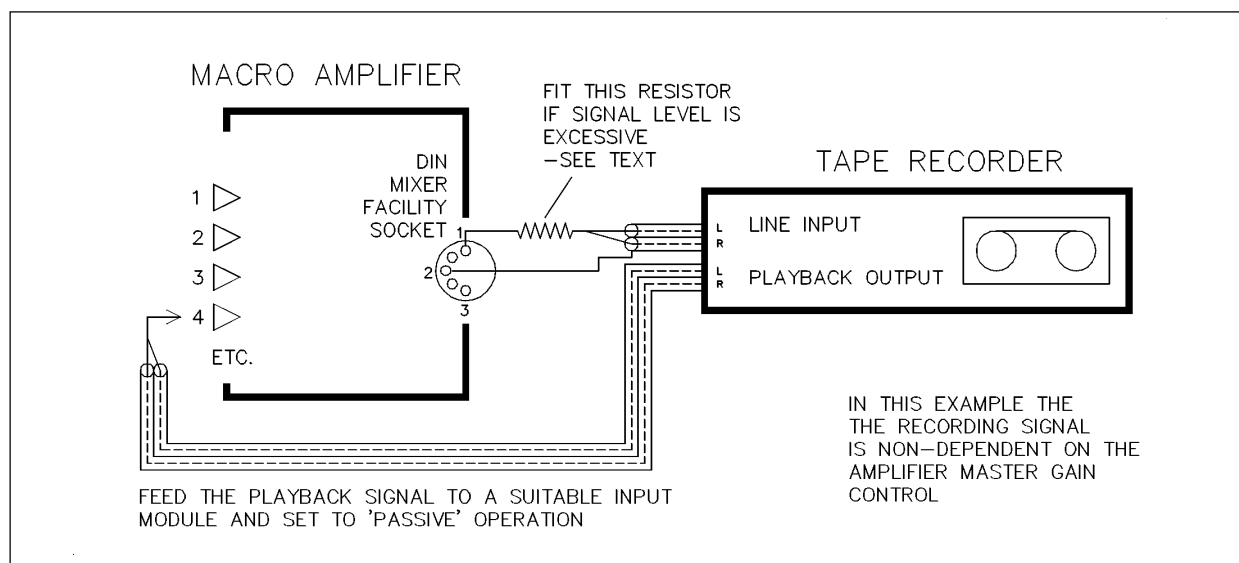 MACRO AMPLIFIER
FIT THIS RESISTOR
IF SIGNAL LEVEL IS
EXCESSIVE
-SEE TEXT
TAPE RECORDER
DIN
MIXER
FACILITY
SOCKET
1
2
3
1
2
3
4
ETC.
L
R
LINE INPUT
L
R
PLAYBACK OUTPUT
IN THIS EXAMPLE THE
THE RECORDING SIGNAL
IS NON-DEPENDENT ON THE
AMPLIFIER MASTER GAIN
CONTROL
FEED THE PLAYBACK SIGNAL TO A SUITABLE INPUT
MODULE AND SET TO 'PASSIVE' OPERATION